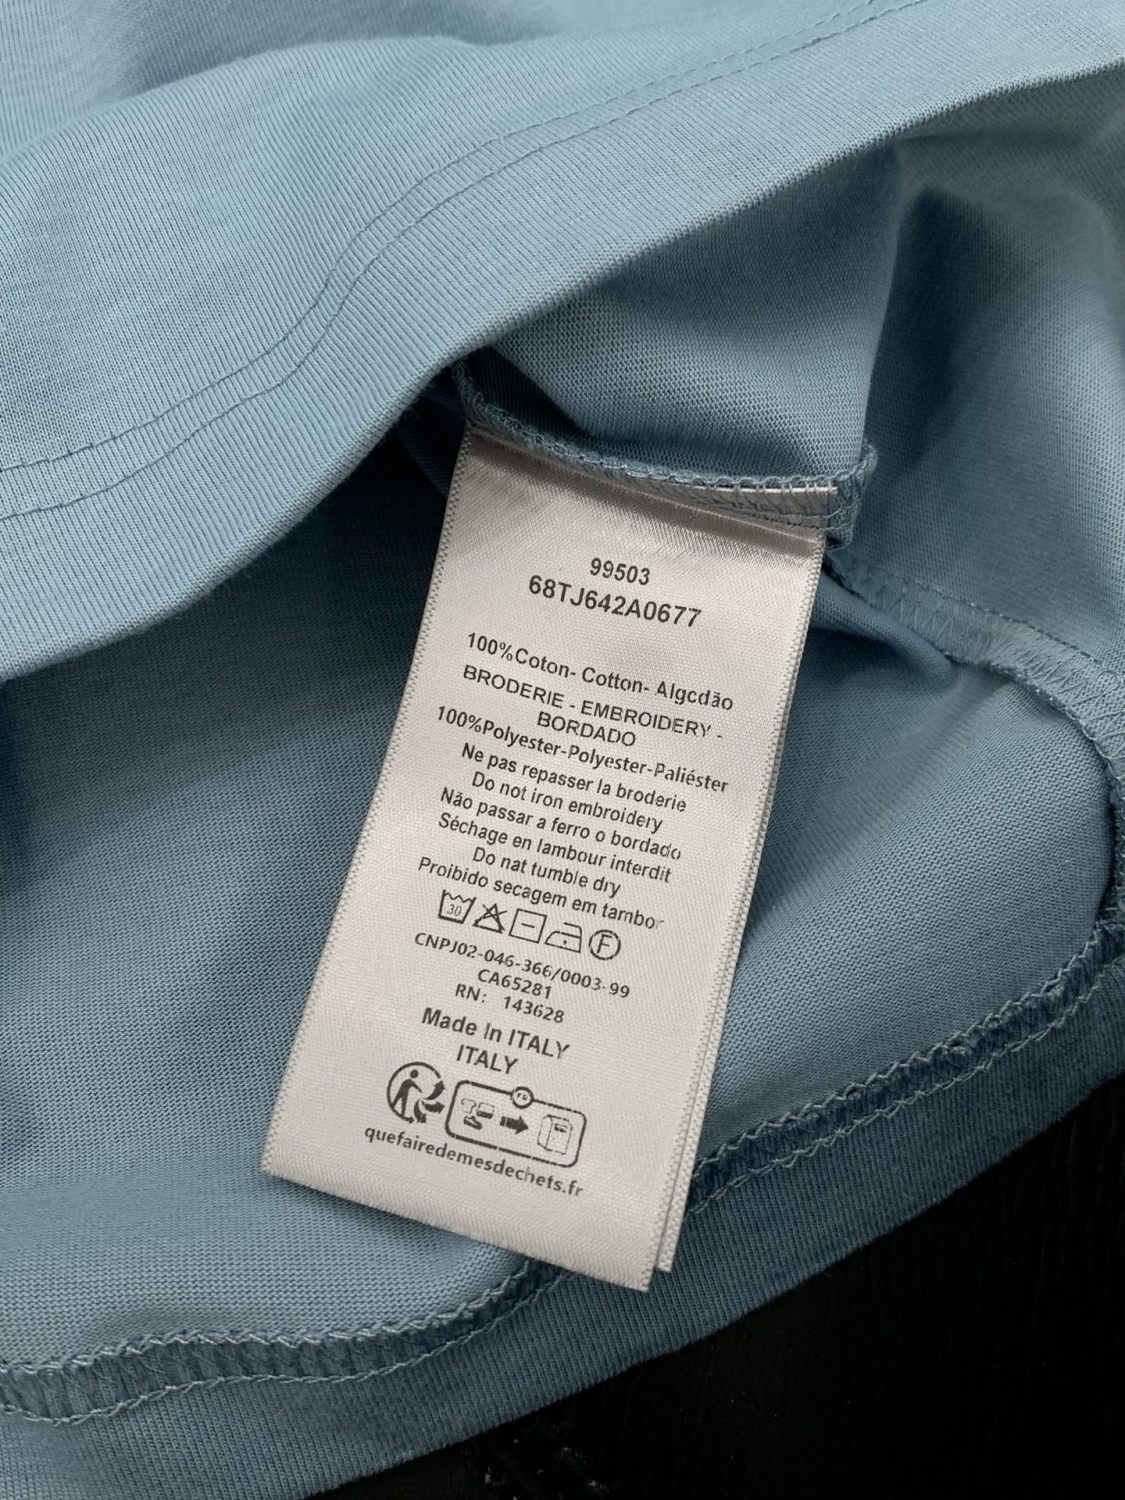 99503
68TJ642A0677
100%Coton- Cotton- Algcdão
BRODERIE - EMBROIDERY -
BORDADO
100%Polyester-Polyester-Paliéster
Ne pas repasser la broderie
Do not iron embroidery
Não passar a ferro o bordado
Séchage en lambour interdit
Do nat tumble dry
Proibido secagem em tambor
30
F
CNPJ02-046-366/0003-99
CA65281
RN: 143628
Made In ITALY
ITALY
FR
quefairedemesdechets.fr